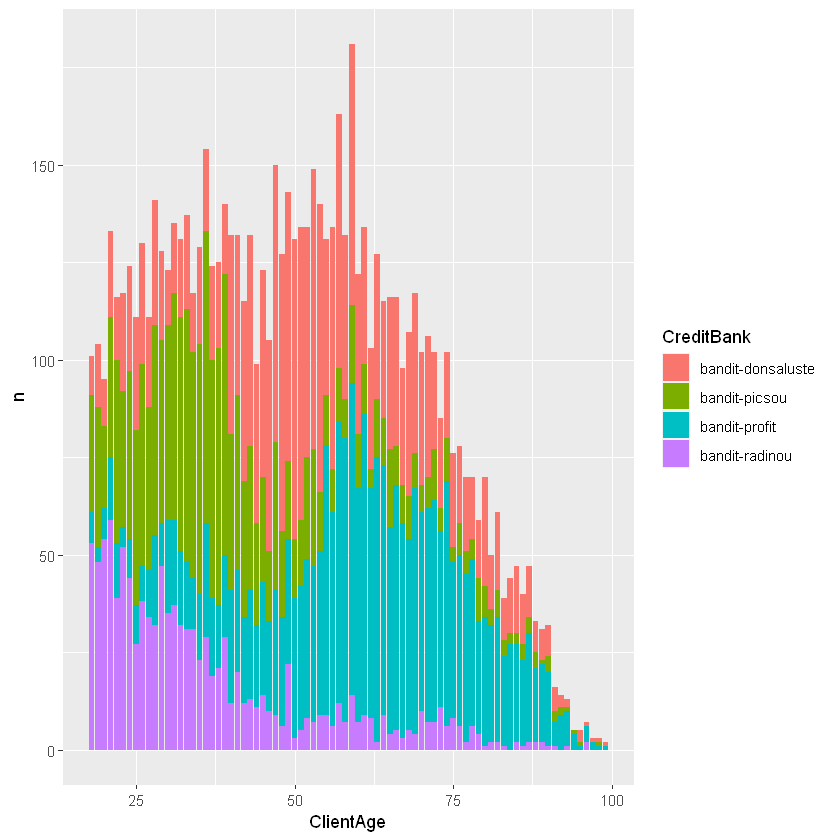 150
100
50
0
n
25 50 75 100
ClientAge
CreditBank
bandit-donsaluste
bandit-picsou
bandit-profit
bandit-radinou